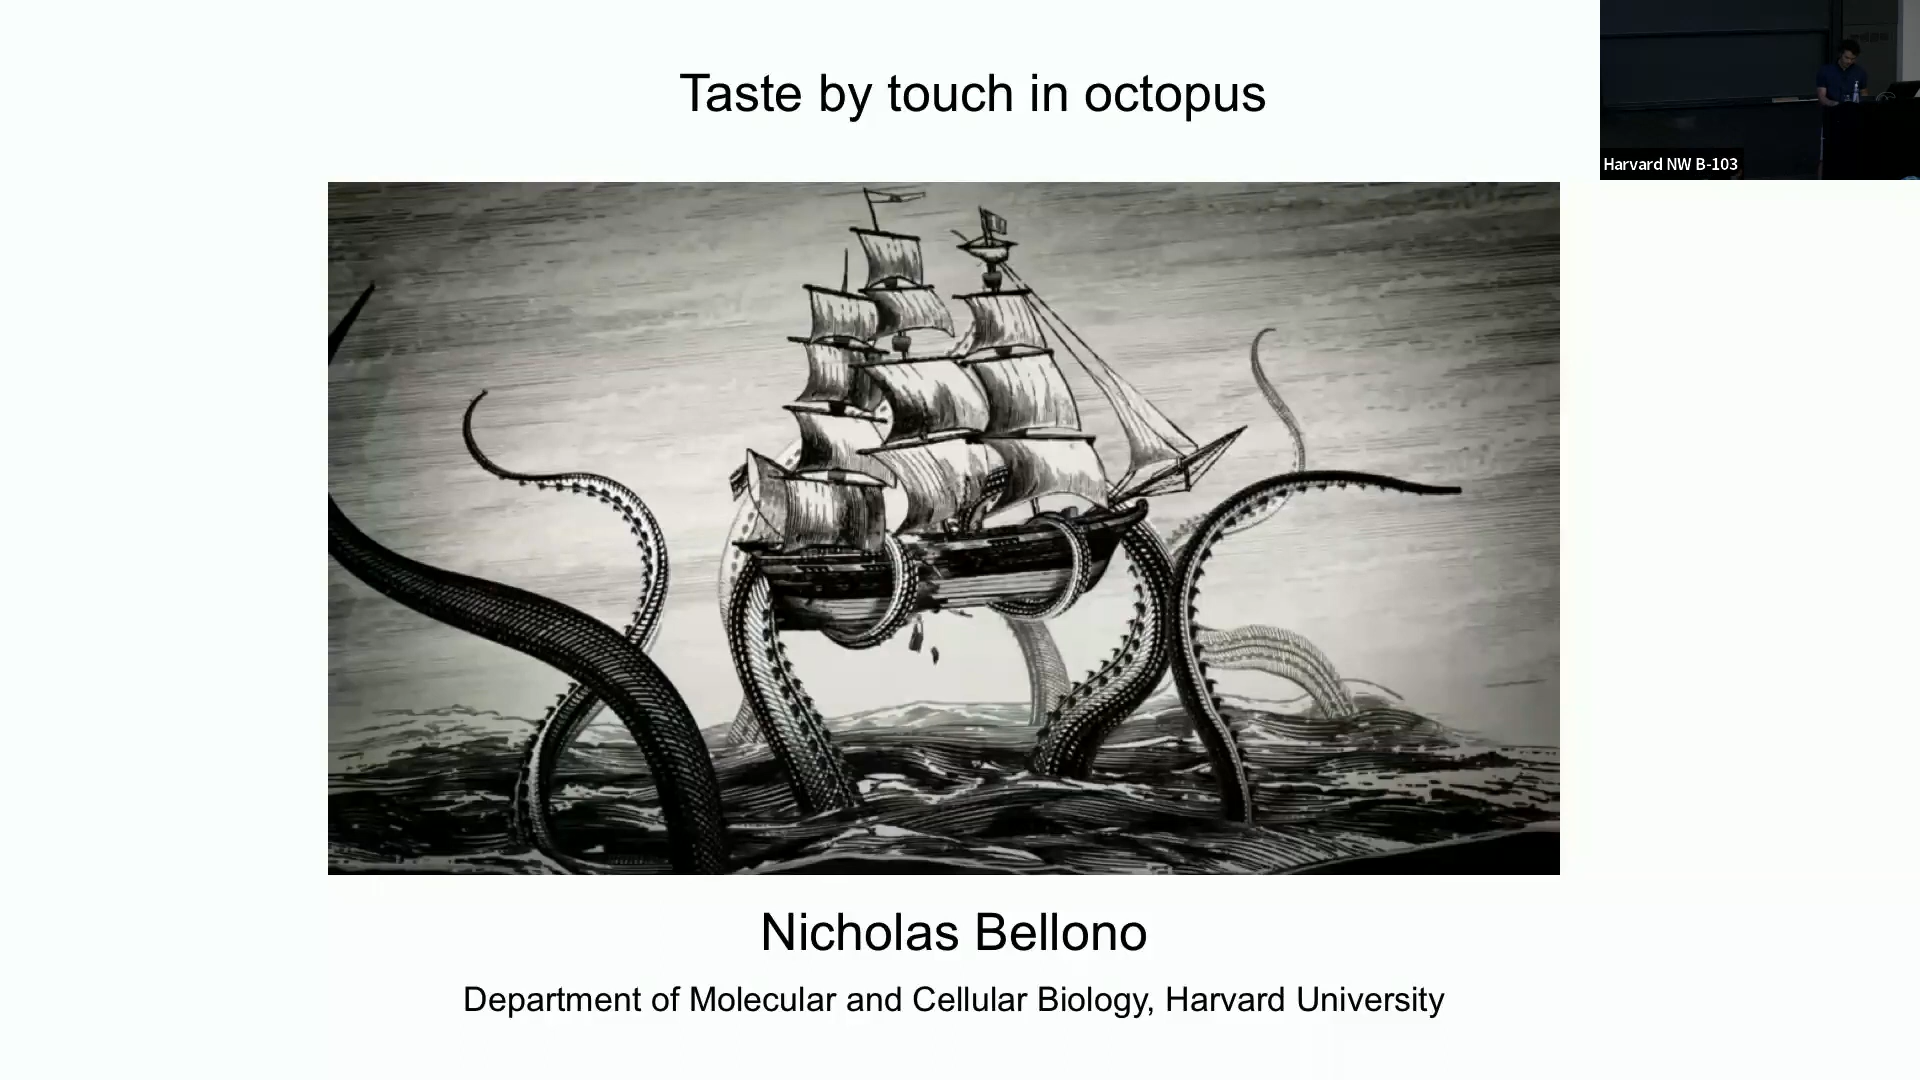 Taste by touch in octopus
Harvard NW B-103
Nicholas Bellono
Department of Molecular and Cellular Biology, Harvard University